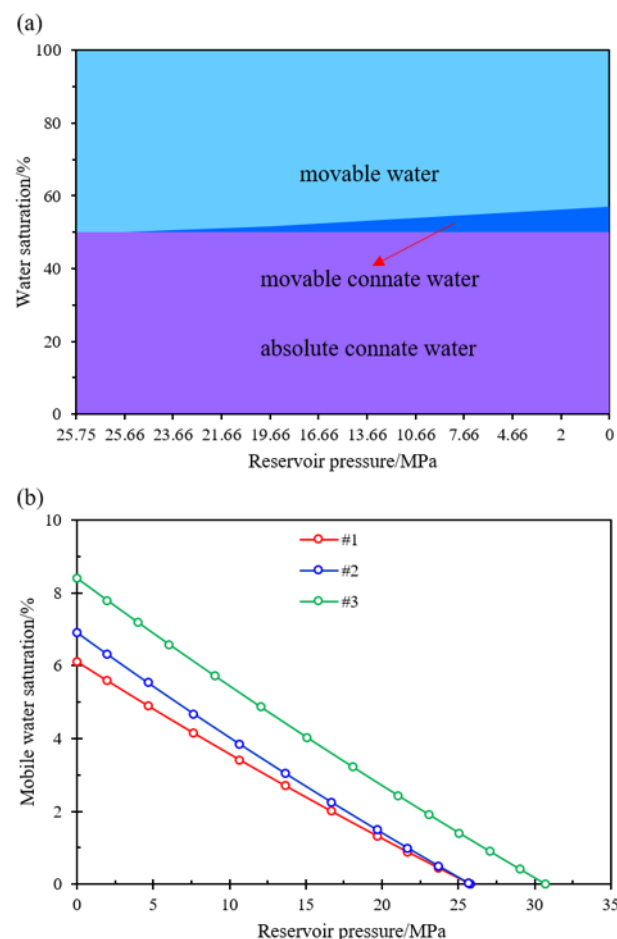 (a)
100
80
60
40
20
0
Water saturation/%
movable water
movable connate water
absolute connate water
25.75 25.66 23.66 21.66 19.66 16.66 13.66 10.66 7.66 4.66 2 0
Reservoir pressure/MPa
(b)
10
8
6
4
2
0
Mobile water saturation/%
#1
#2
#3
0 5 10 15 20 25 30 35
Reservoir pressure/MPa